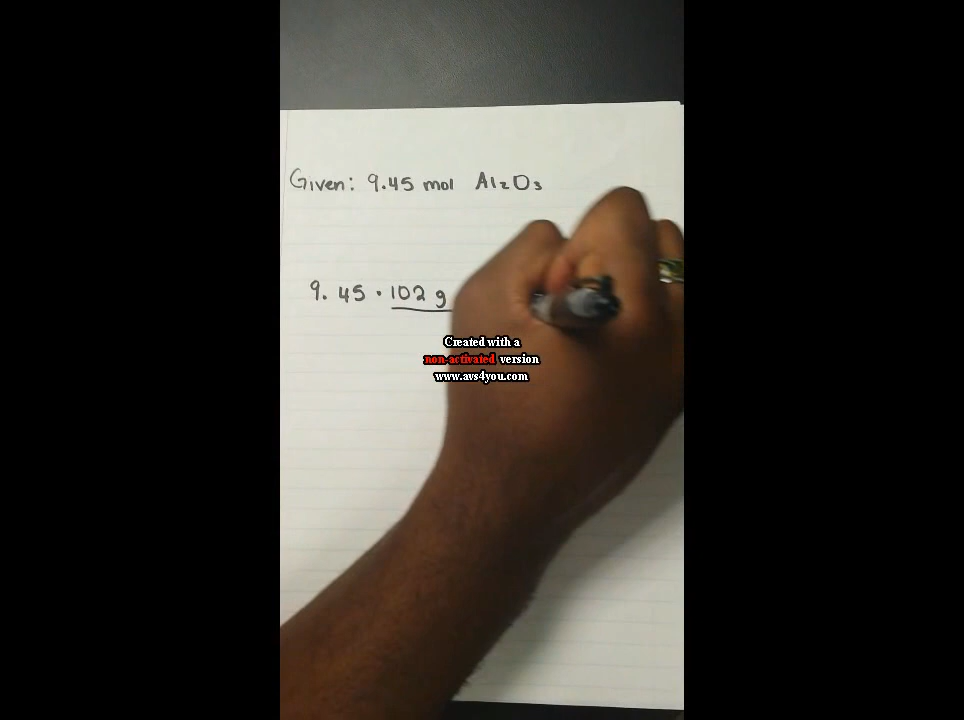 Given: 9.45 mol Al₂O₃
9.45 · 102 g
Created with a
non-activated version
www.avs4you.com